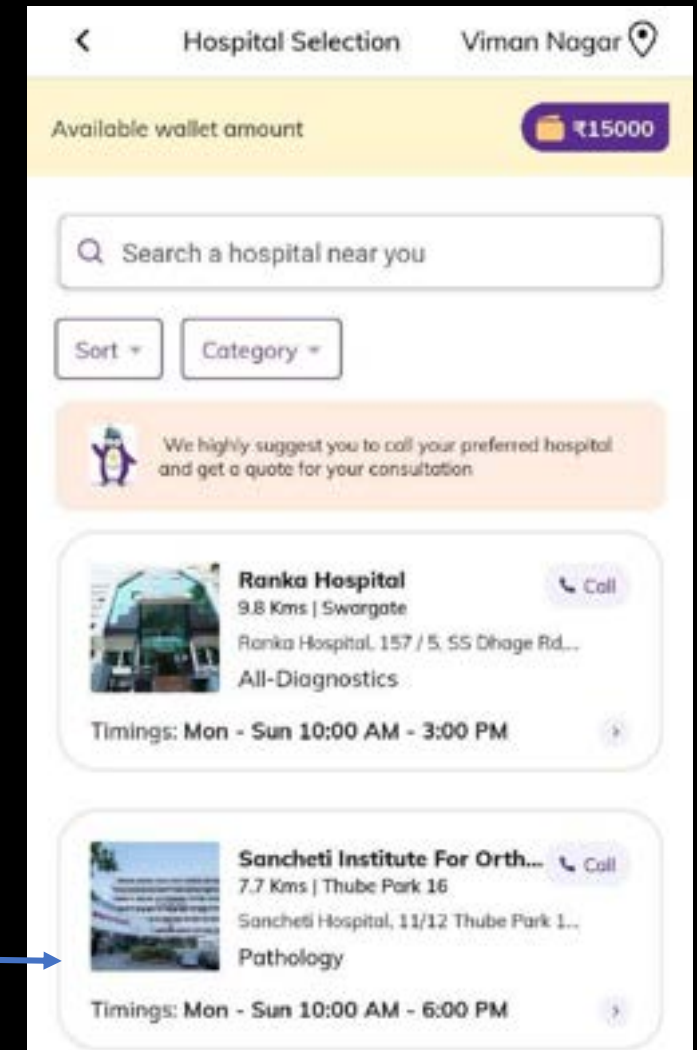 Hospital Selection
Viman Nagar
Available wallet amount
₹15000
Search a hospital near you
Sort
Category
We highly suggest you to call your preferred hospital
and get a quote for your consultation
Ranka Hospital
Call
9.8 Kms | Swargate
Ranka Hospital, 157 / 5, SS Dhage Rd,...
All-Diagnostics
Timings: Mon - Sun 10:00 AM - 3:00 PM
Sancheti Institute For Orth...
Call
7.7 Kms | Thube Park 16
Sancheti Hospital, 11/12 Thube Park 1...
Pathology
Timings: Mon - Sun 10:00 AM - 6:00 PM